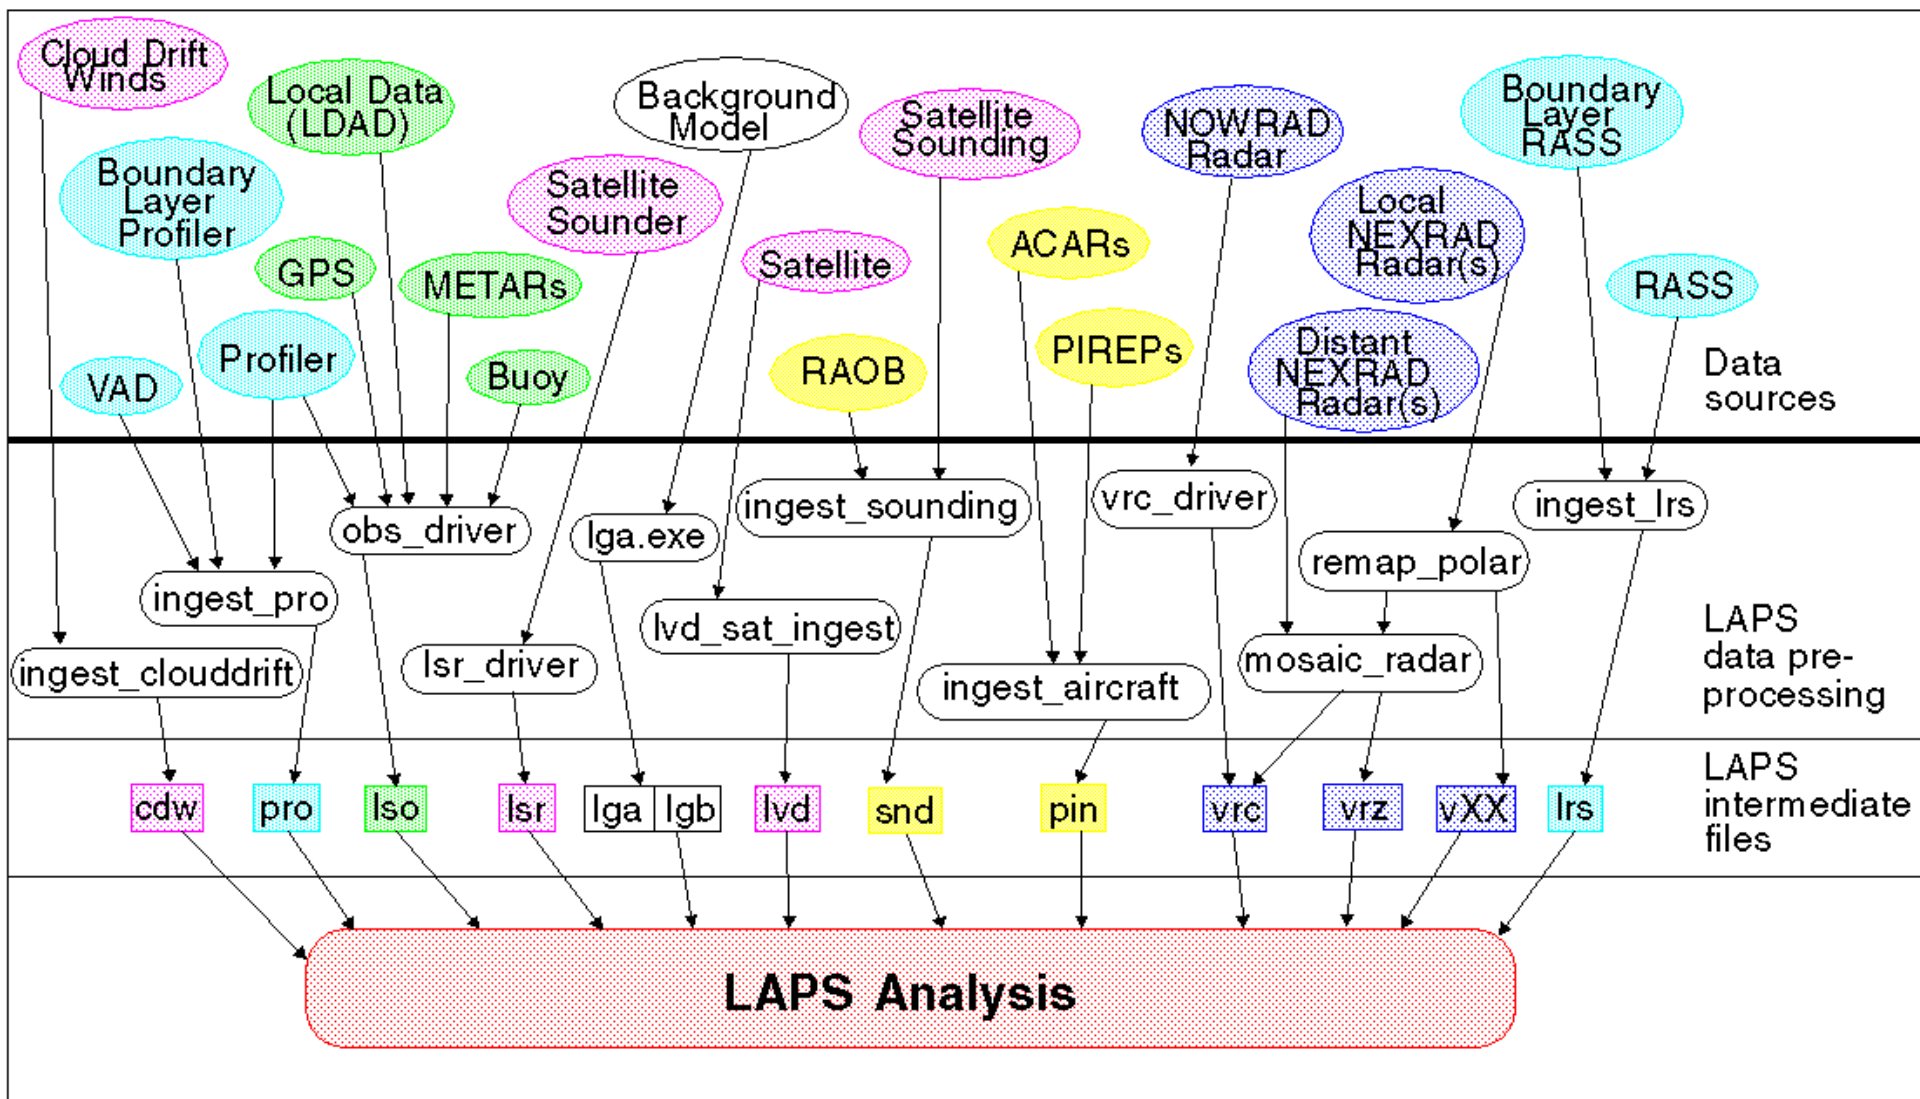 Cloud Drift
Winds
Local Data
(LDAD)
Background
Model
Satellite
Sounding
NOWRAD
Radar
Boundary
Layer
RASS
Boundary
Layer
Profiler
Satellite
Sounder
Local
NEXRAD
Radar(s)
GPS
METARs
Satellite
ACARs
RASS
VAD
Profiler
Buoy
RAOB
PIREPs
Distant
NEXRAD
Radar(s)
Data
sources
obs_driver
lga.exe
ingest_sounding
vrc_driver
ingest_lrs
remap_polar
ingest_pro
lvd_sat_ingest
ingest_clouddrift
lsr_driver
ingest_aircraft
mosaic_radar
LAPS
data pre-
processing
cdw
pro
lso
lsr
lga
lgb
lvd
snd
pin
vrc
vrz
vXX
lrs
LAPS
intermediate
files
LAPS Analysis